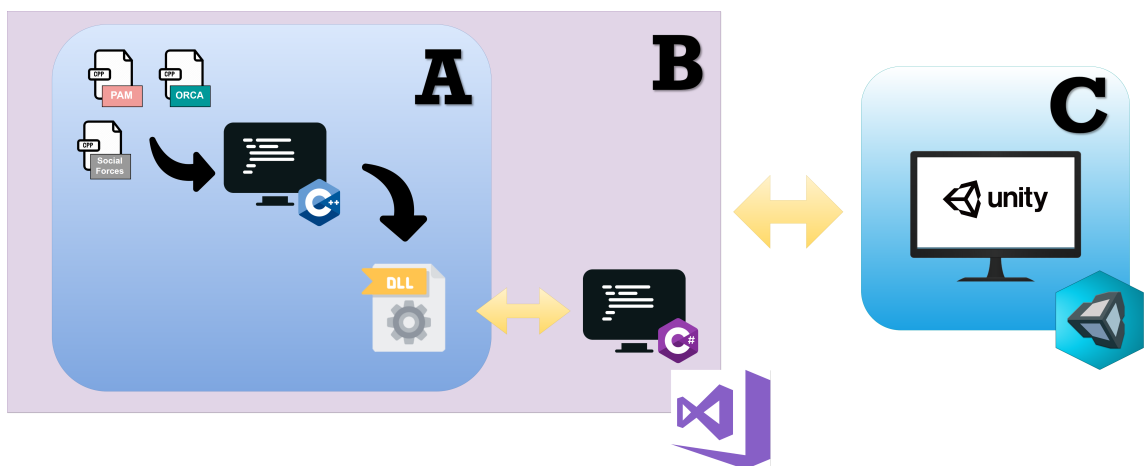 A
B
C
CPP
PAM
CPP
ORCA
CPP
Social
Forces
C++
DLL
C#
unity